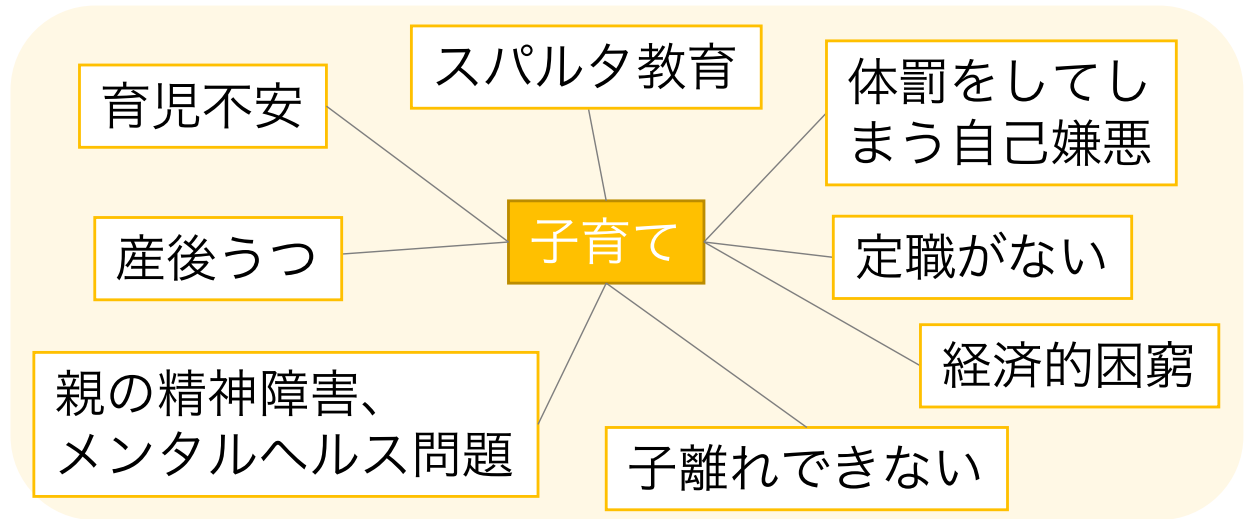 スパルタ教育
体罰をしてし
まう自己嫌悪
育児不安
子育て
産後うつ
定職がない
経済的困窮
親の精神障害、
メンタルヘルス問題
子離れできない